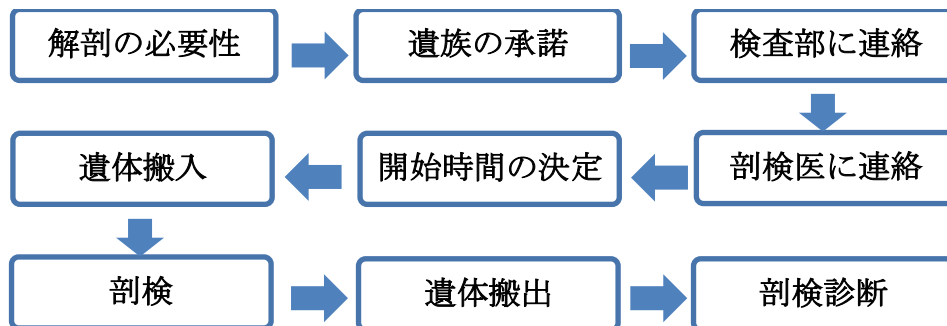 解剖の必要性
遺族の承諾
検査部に連絡
剖検医に連絡
開始時間の決定
遺体搬入
剖検
遺体搬出
剖検診断